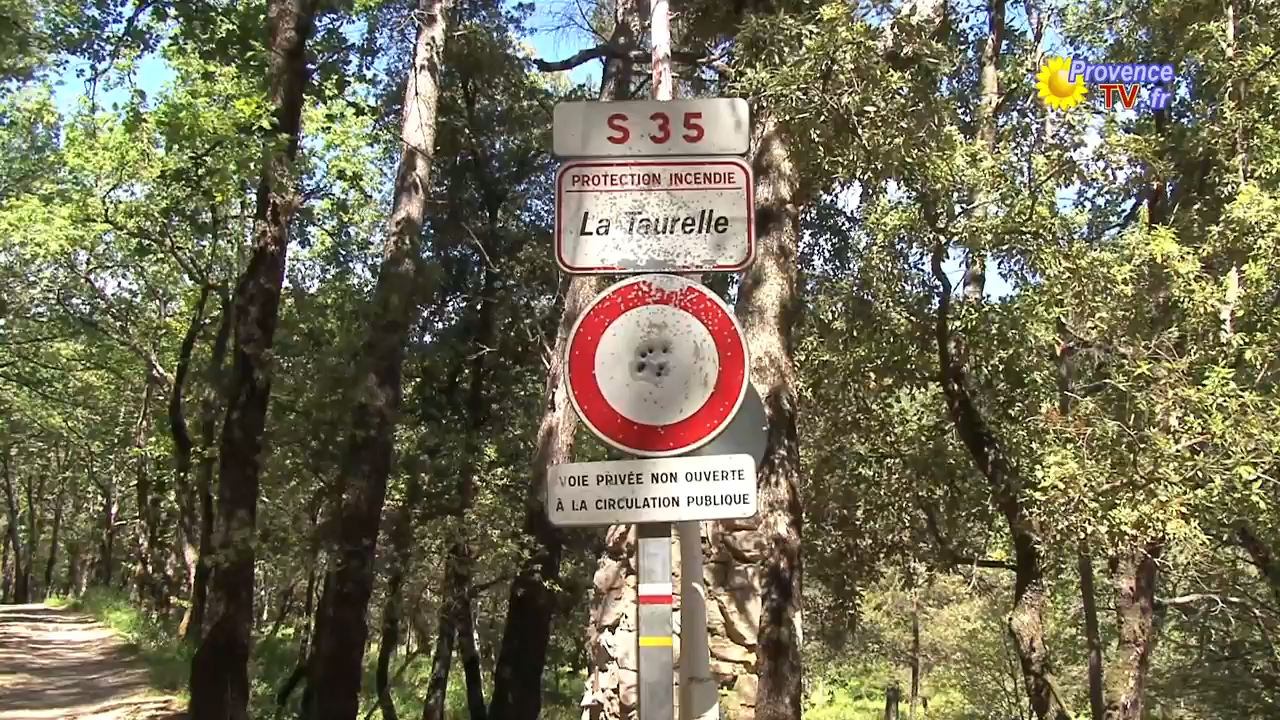 Provence
TV.fr
S 35
PROTECTION INCENDIE
La Taurelle
VOIE PRIVÉE NON OUVERTE
À LA CIRCULATION PUBLIQUE